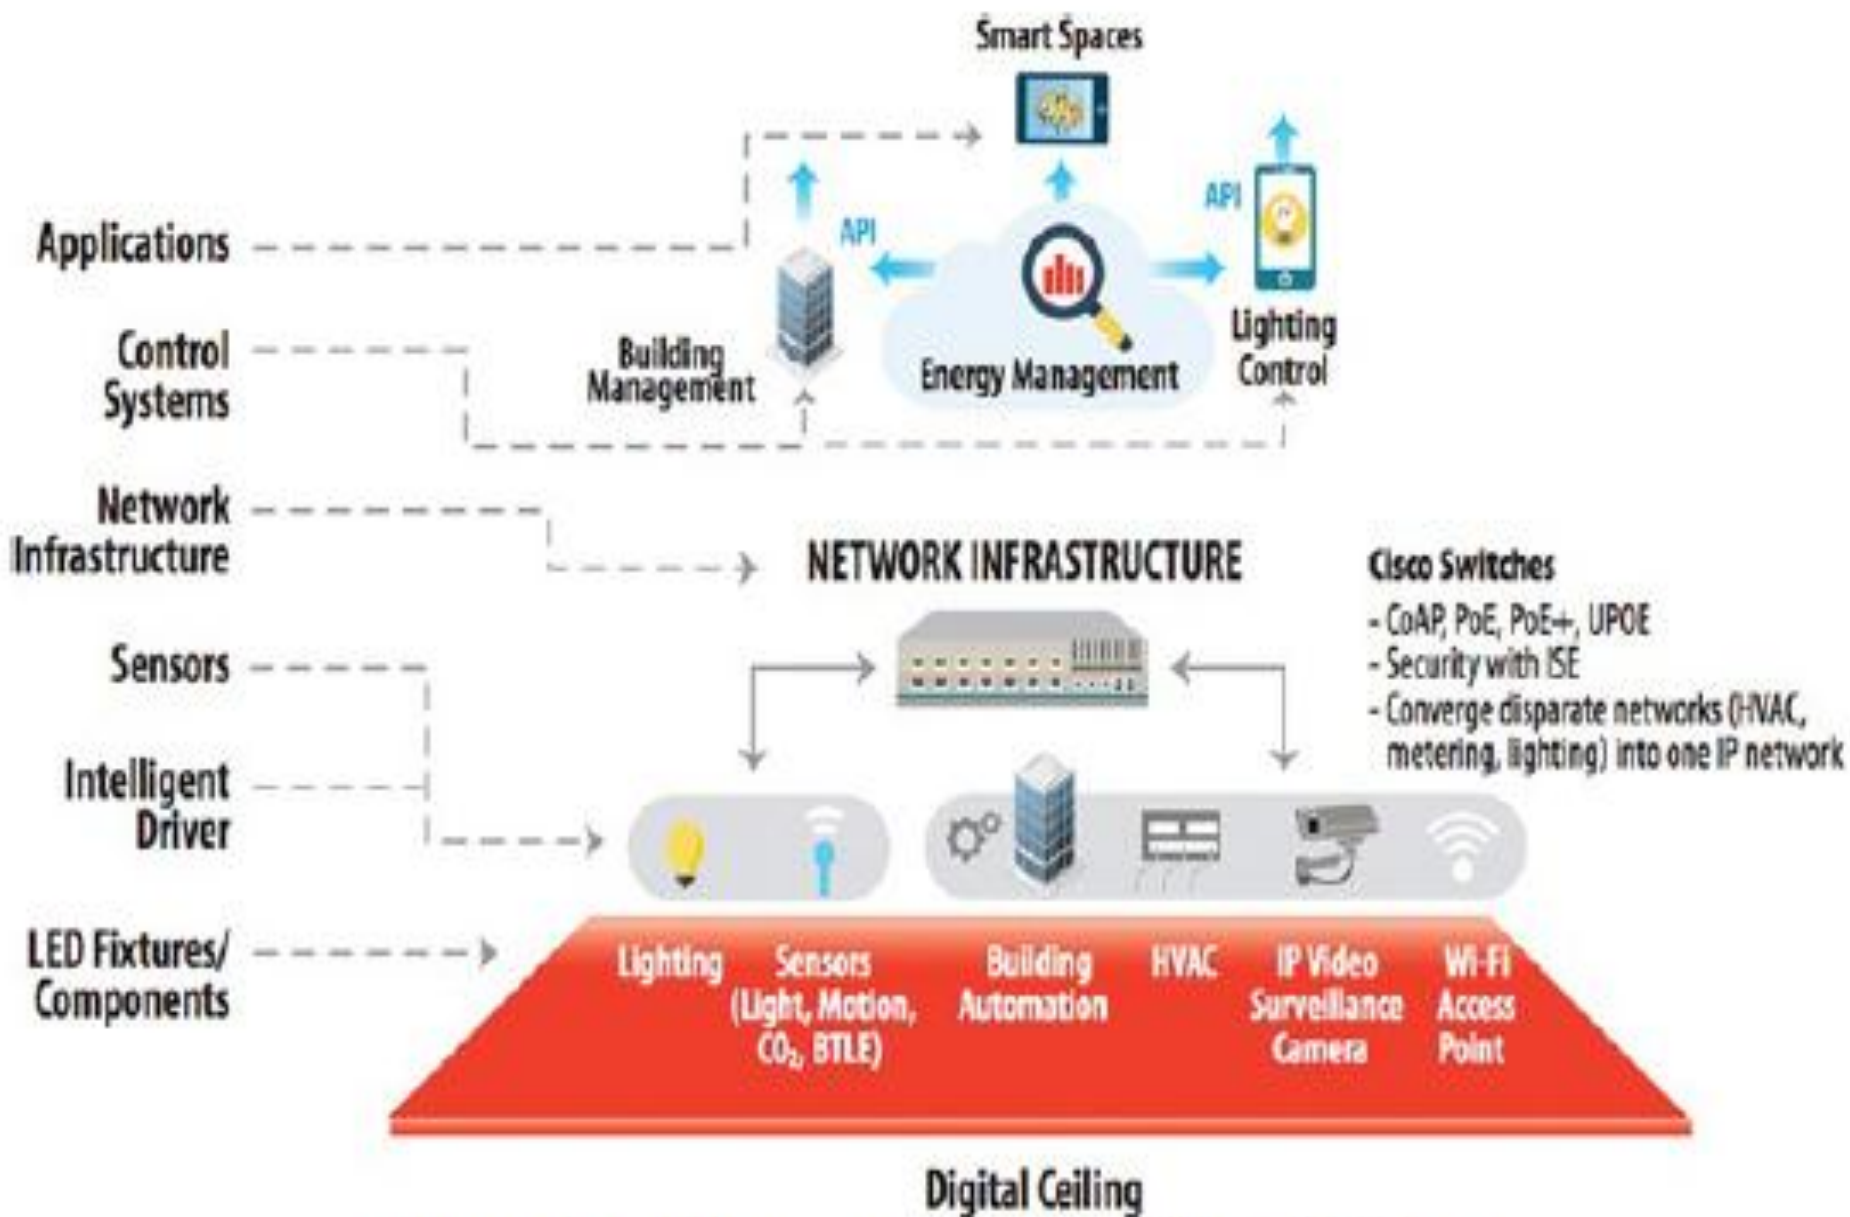 Smart Spaces
API
API
Applications
Control
Systems
Building
Management
Energy Management
Lighting
Control
Network
Infrastructure
NETWORK INFRASTRUCTURE
Cisco Switches
- CoAP, PoE, PoE+, UPOE
- Security with ISE
- Converge disparate networks (HVAC,
metering, lighting) into one IP network
Sensors
Intelligent
Driver
LED Fixtures/
Components
Lighting
Sensors
(Light, Motion,
CO₂, BTLE)
Building
Automation
HVAC
IP Video
Surveillance
Camera
Wi-Fi
Access
Point
Digital Ceiling